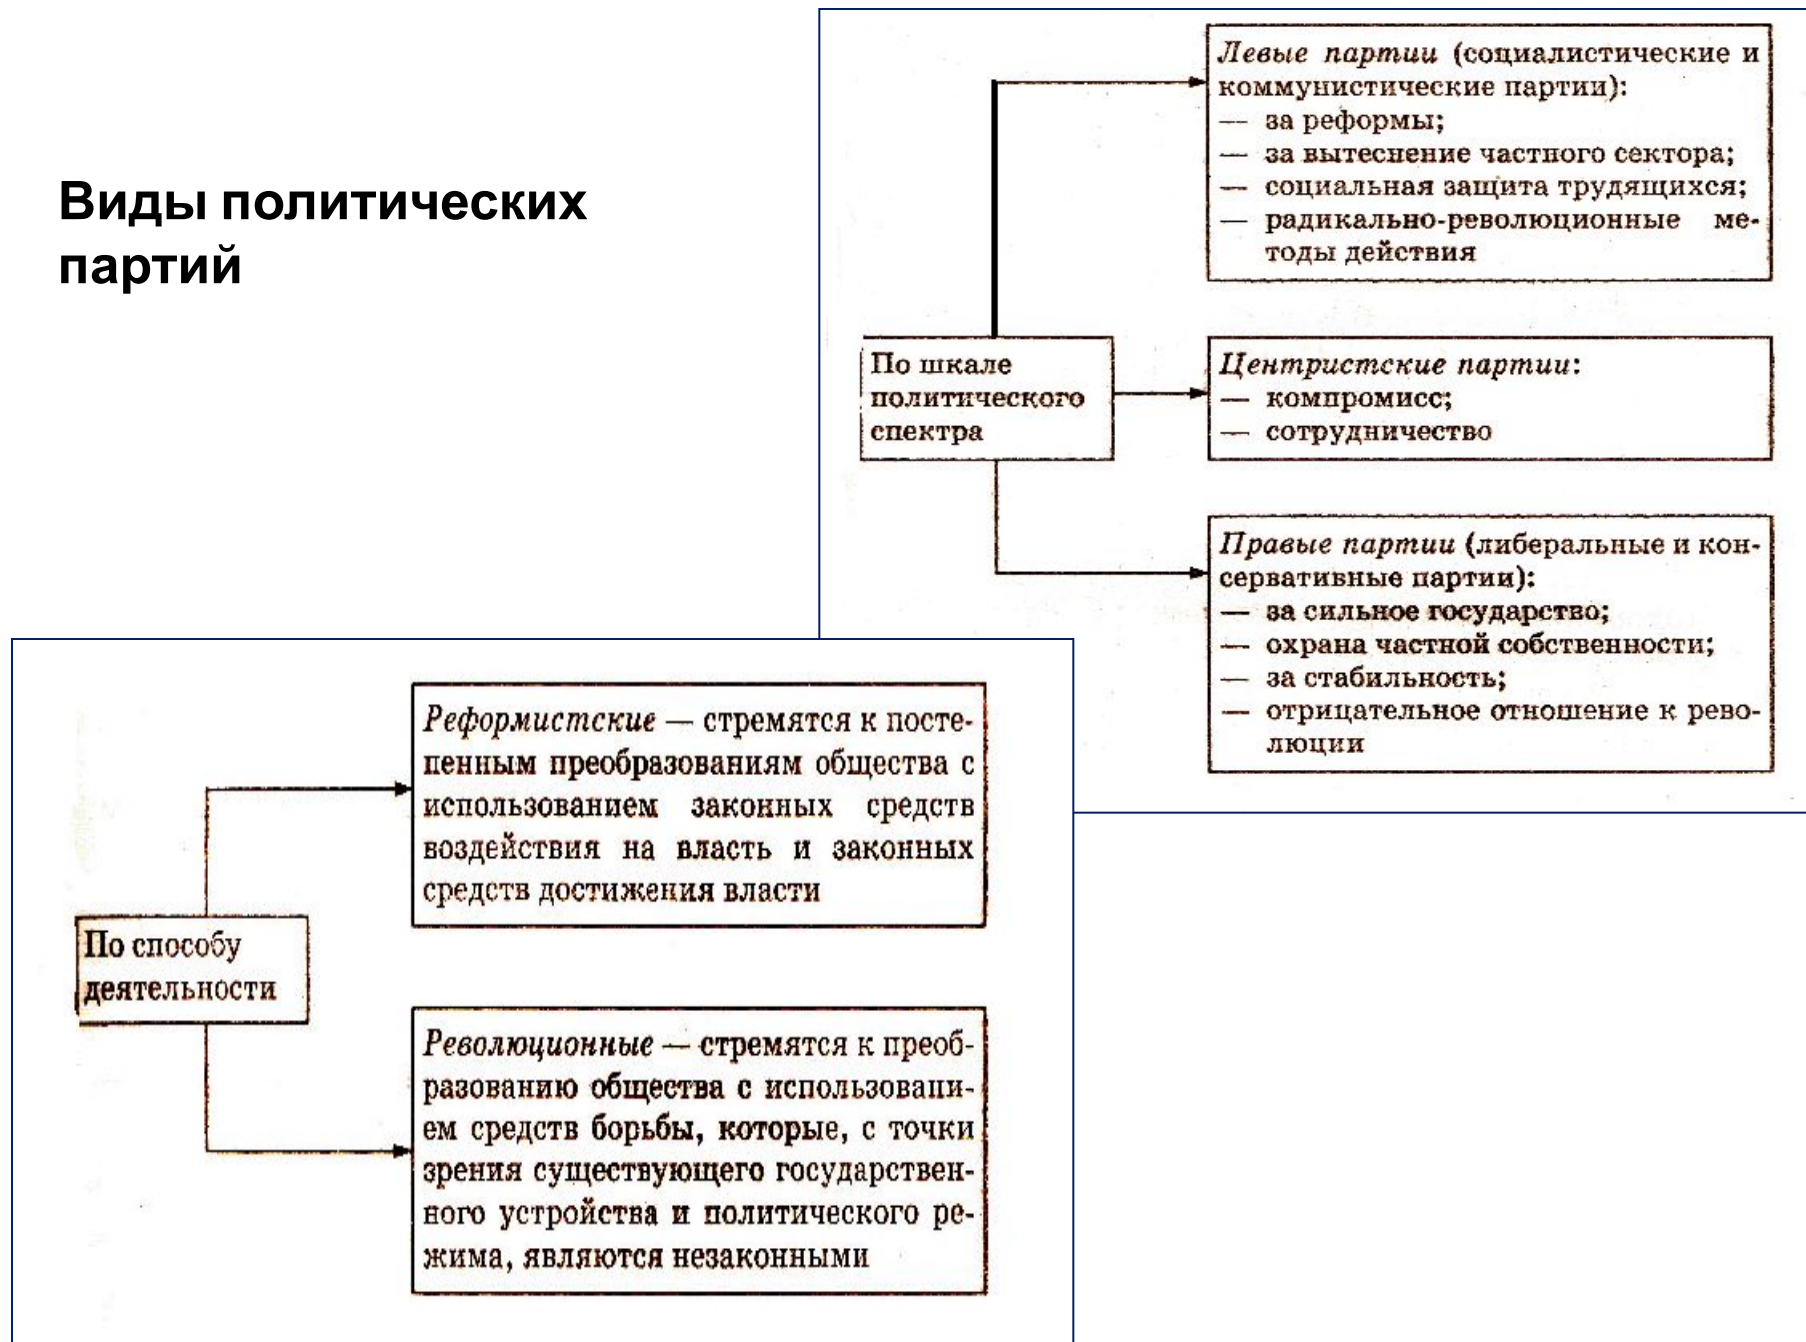 Виды политических
партий
Левые партии (социалистические и
коммунистические партии):
— за реформы;
— за вытеснение частного сектора;
— социальная защита трудящихся;
— радикально-революционные ме-
тоды действия
По шкале
политического
спектра
Центристские партии:
— компромисс;
— сотрудничество
Правые партии (либеральные и кон-
сервативные партии):
— за сильное государство;
— охрана частной собственности;
— за стабильность;
— отрицательное отношение к рево-
люции
Реформистские — стремятся к посте-
пенным преобразованиям общества с
использованием законных средств
воздействия на власть и законных
средств достижения власти
По способу
деятельности
Революционные — стремятся к преоб-
разованию общества с использовани-
ем средств борьбы, которые, с точки
зрения существующего государствен-
ного устройства и политического ре-
жима, являются незаконными